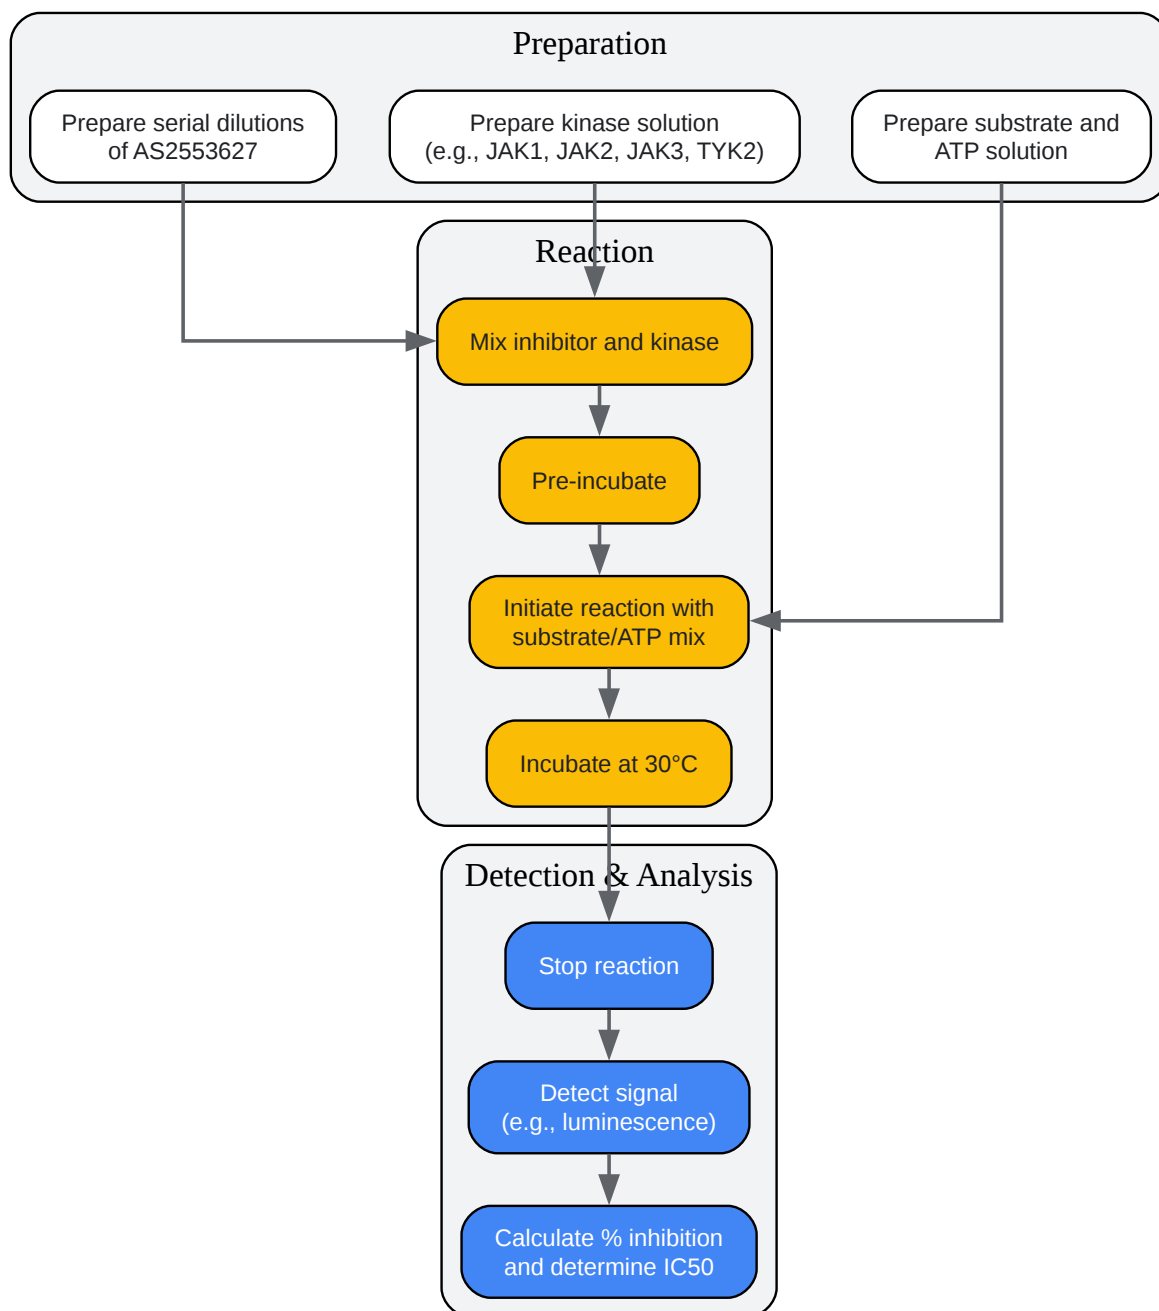 Preparation
Prepare serial dilutions
of AS2553627
Prepare kinase solution
(e.g., JAK1, JAK2, JAK3, TYK2)
Prepare substrate and
ATP solution
Reaction
Mix inhibitor and kinase
Pre-incubate
Initiate reaction with
substrate/ATP mix
Incubate at 30°C
Detection & Analysis
Stop reaction
Detect signal
(e.g., luminescence)
Calculate % inhibition
and determine IC50